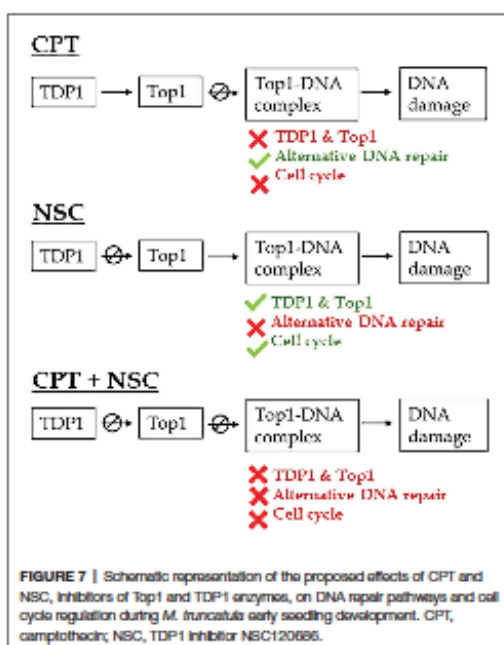 CPT
TDP1 Top1 Top1-DNA complex DNA damage
TDP1 & Top1
Alternative DNA repair
Cell cycle
NSC
TDP1 Top1 Top1-DNA complex DNA damage
TDP1 & Top1
Alternative DNA repair
Cell cycle
CPT + NSC
TDP1 Top1 Top1-DNA complex DNA damage
TDP1 & Top1
Alternative DNA repair
Cell cycle
FIGURE 7 | Schematic representation of the proposed effects of CPT and
NSC, inhibitors of Top1 and TDP1 enzymes, on DNA repair pathways and cell
cycle regulation during M. truncatula early seedling development. CPT,
camptothecin; NSC, TDP1 inhibitor NSC120686.